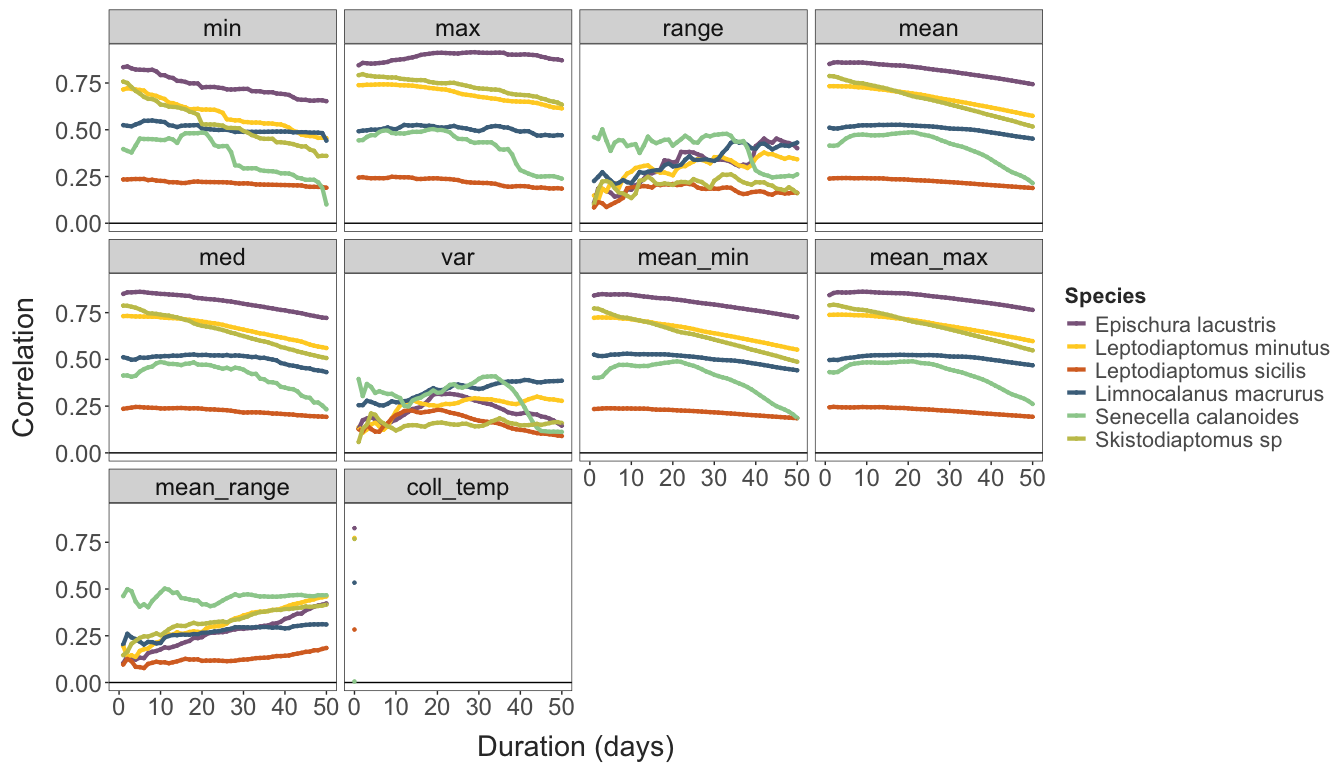 min max range mean
0.75
0.50
0.25
0.00
med var mean_min mean_max
0.75
0.50
0.25
0.00
0 10 20 30 40 50 0 10 20 30 40 50
mean_range coll_temp
0.75
0.50
0.25
0.00
0 10 20 30 40 50 0 10 20 30 40 50
Correlation
Duration (days)
Species
Epischura lacustris
Leptodiaptomus minutus
Leptodiaptomus sicilis
Limnocalanus macrurus
Senecella calanoides
Skistodiaptomus sp